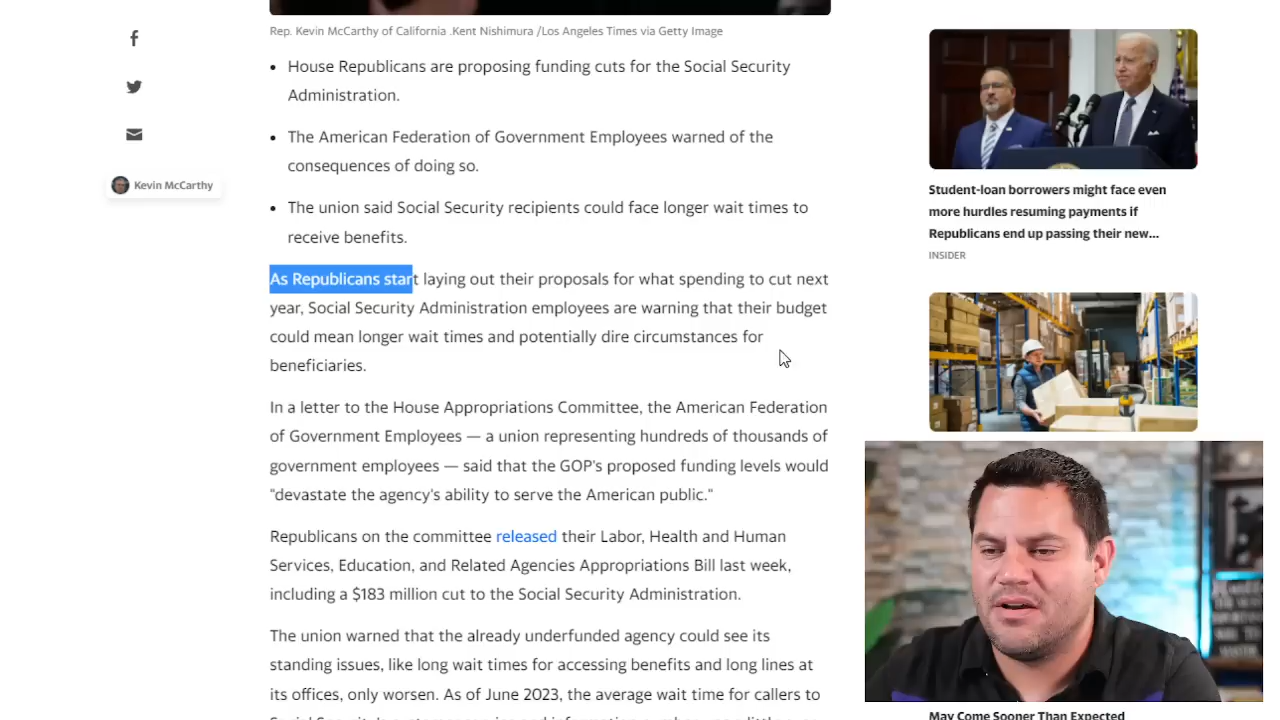 Rep. Kevin McCarthy of California .Kent Nishimura /Los Angeles Times via Getty Image
Kevin McCarthy
• House Republicans are proposing funding cuts for the Social Security
Administration.
• The American Federation of Government Employees warned of the
consequences of doing so.
• The union said Social Security recipients could face longer wait times to
receive benefits.
As Republicans start laying out their proposals for what spending to cut next
year, Social Security Administration employees are warning that their budget
could mean longer wait times and potentially dire circumstances for
beneficiaries.
In a letter to the House Appropriations Committee, the American Federation
of Government Employees — a union representing hundreds of thousands of
government employees — said that the GOP's proposed funding levels would
"devastate the agency's ability to serve the American public."
Republicans on the committee released their Labor, Health and Human
Services, Education, and Related Agencies Appropriations Bill last week,
including a $183 million cut to the Social Security Administration.
The union warned that the already underfunded agency could see its
standing issues, like long wait times for accessing benefits and long lines at
its offices, only worsen. As of June 2023, the average wait time for callers to
Student-loan borrowers might face even
more hurdles resuming payments if
Republicans end up passing their new...
INSIDER
May Come Sooner Than Expected